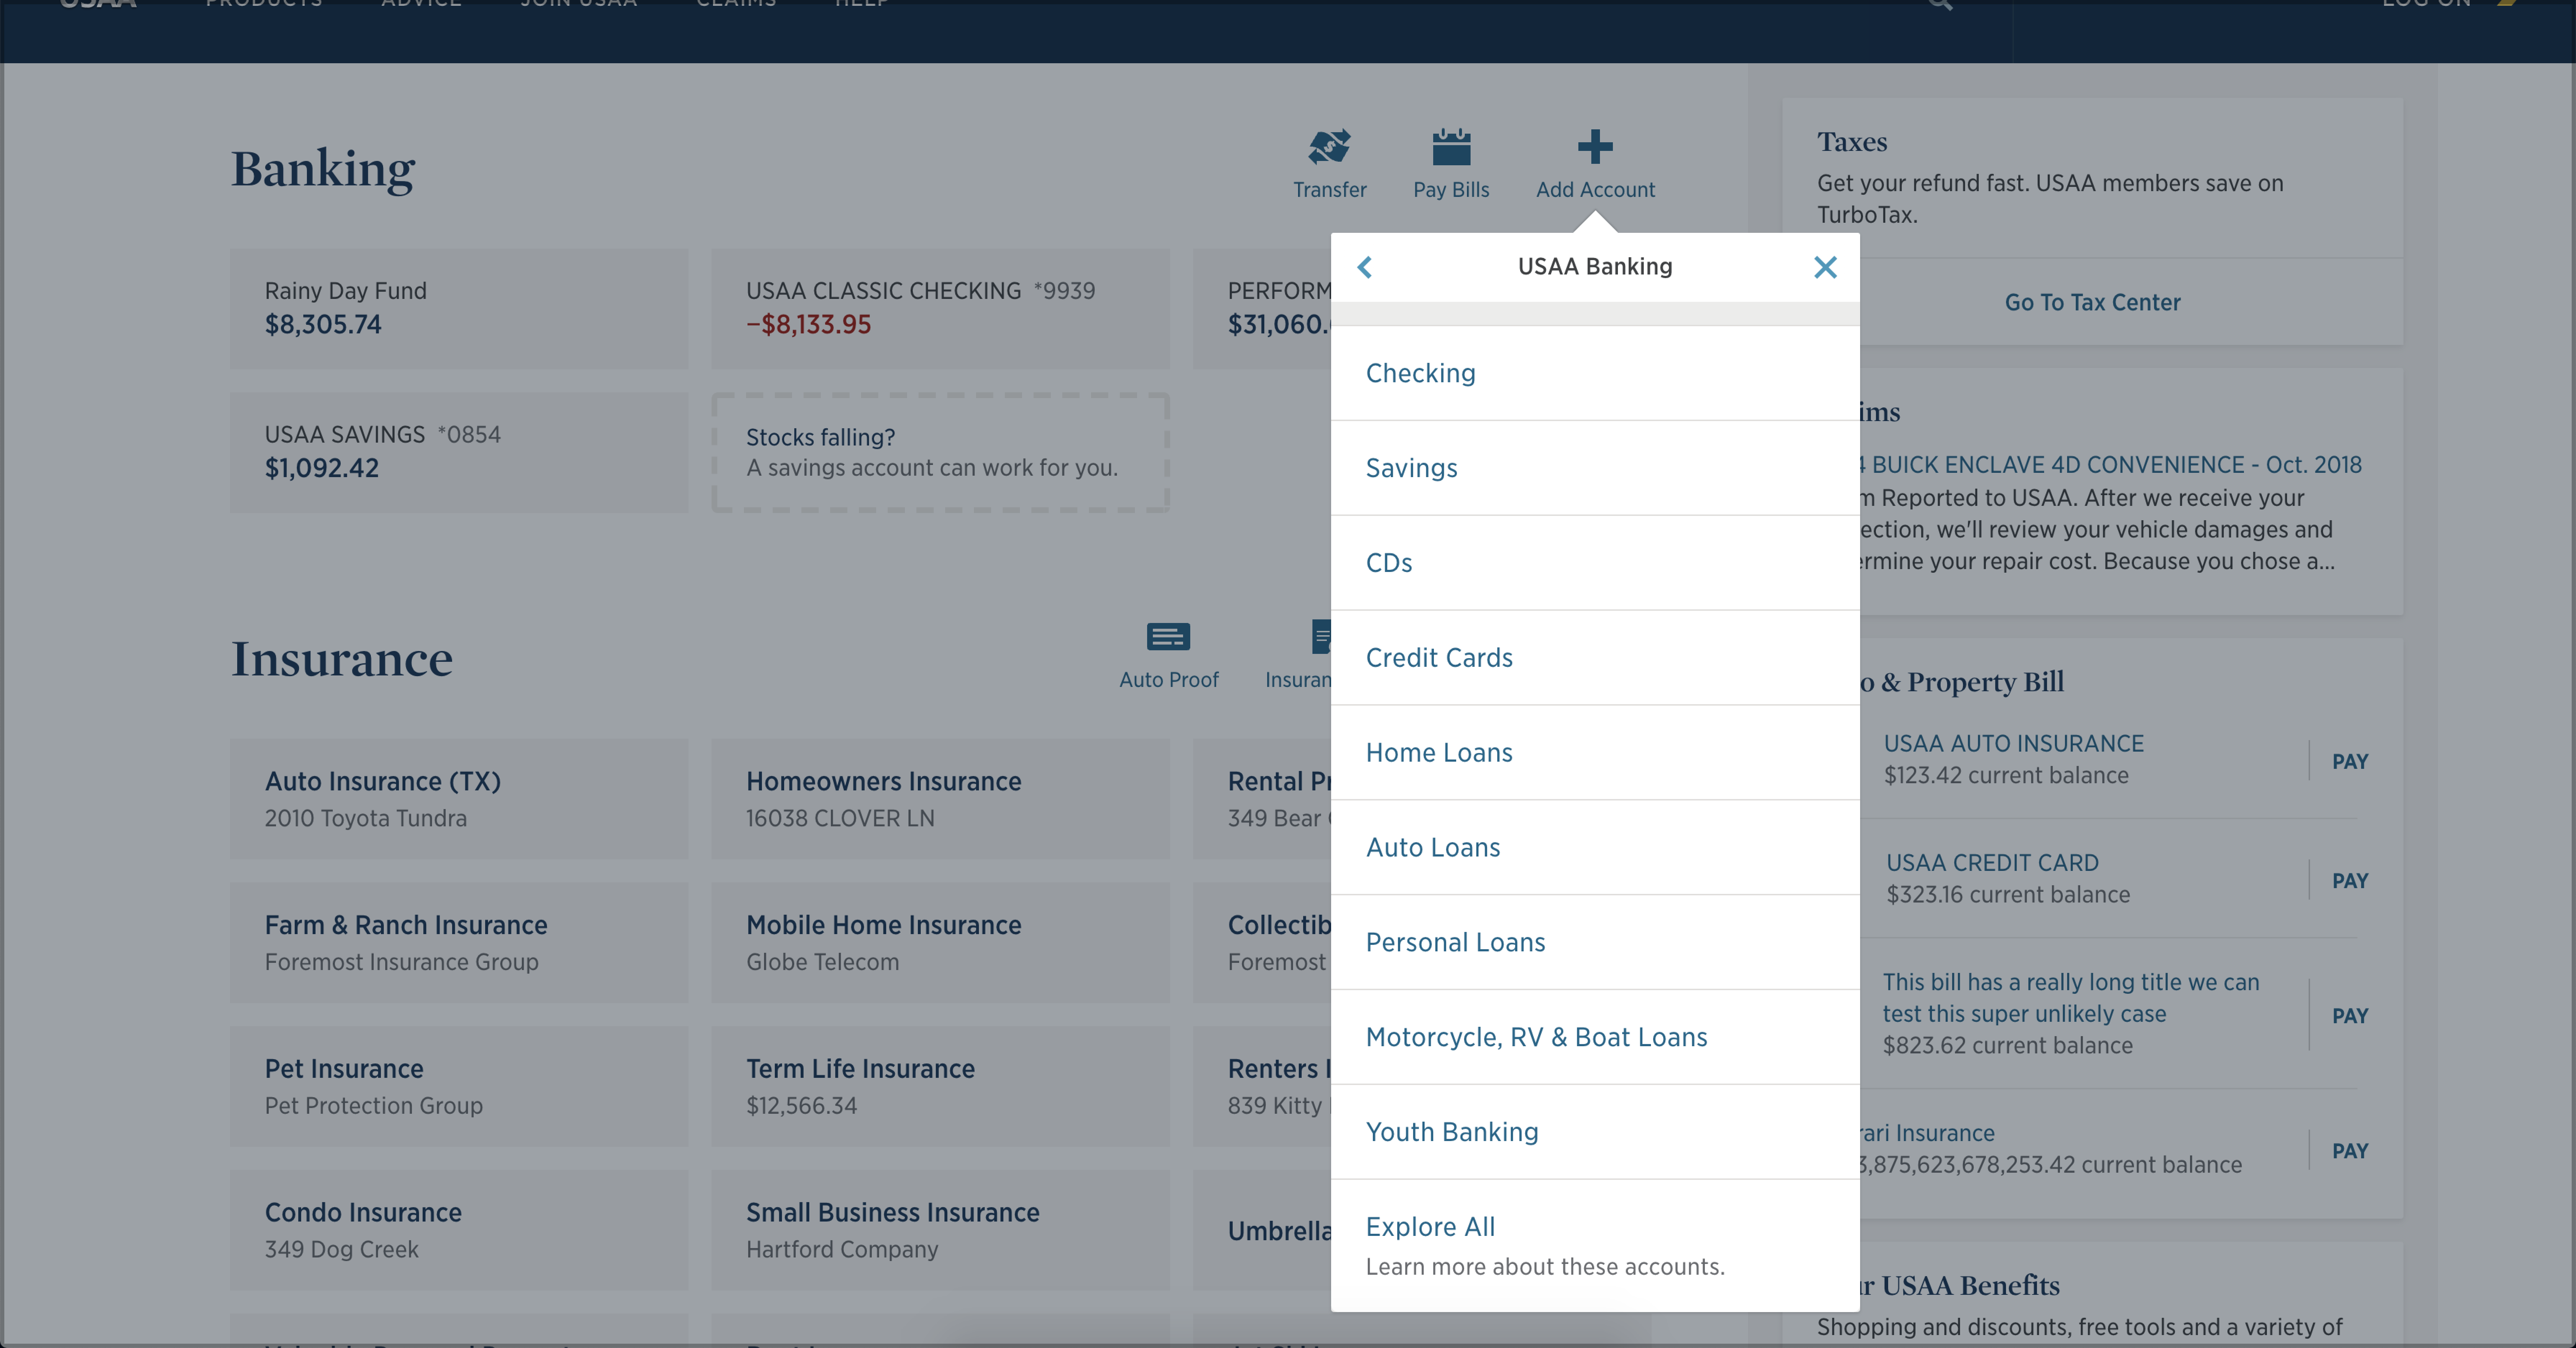 USAA PRODUCTS ADVICE JOIN USAA CLAIMS HELP LOG ON
Banking
Transfer
Pay Bills
Add Account
Rainy Day Fund
$8,305.74
USAA CLASSIC CHECKING *9939
–$8,133.95
PERFORM
$31,060.
USAA SAVINGS *0854
$1,092.42
Stocks falling?
A savings account can work for you.
USAA Banking
Checking
Savings
CDs
Credit Cards
Home Loans
Auto Loans
Personal Loans
Motorcycle, RV & Boat Loans
Youth Banking
Explore All
Learn more about these accounts.
Insurance
Auto Proof
Insuran
Auto Insurance (TX)
2010 Toyota Tundra
Homeowners Insurance
16038 CLOVER LN
Rental Pr
349 Bear
Farm & Ranch Insurance
Foremost Insurance Group
Mobile Home Insurance
Globe Telecom
Collectib
Foremost
Pet Insurance
Pet Protection Group
Term Life Insurance
$12,566.34
Renters I
839 Kitty
Condo Insurance
349 Dog Creek
Small Business Insurance
Hartford Company
Umbrella
Taxes
Get your refund fast. USAA members save on
TurboTax.
Go To Tax Center
ims
4 BUICK ENCLAVE 4D CONVENIENCE - Oct. 2018
m Reported to USAA. After we receive your
ection, we'll review your vehicle damages and
ermine your repair cost. Because you chose a...
o & Property Bill
USAA AUTO INSURANCE
$123.42 current balance
PAY
USAA CREDIT CARD
$323.16 current balance
PAY
This bill has a really long title we can
test this super unlikely case
$823.62 current balance
PAY
rari Insurance
3,875,623,678,253.42 current balance
PAY
r USAA Benefits
Shopping and discounts, free tools and a variety of